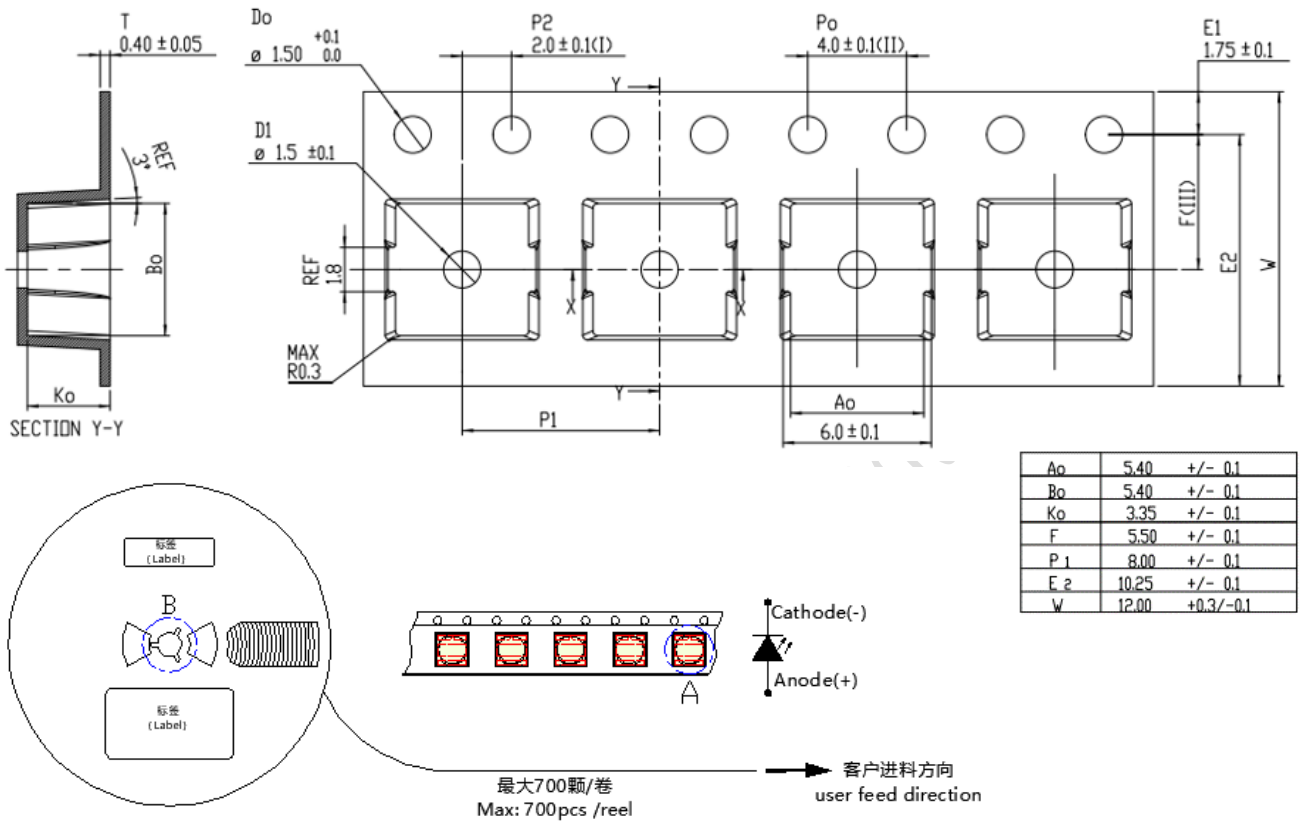 T
0.40 ± 0.05
Do
ø 1.50 +0.1 0.0
P2
2.0 ± 0.1(I)
Po
4.0 ± 0.1(II)
E1
1.75 ± 0.1
Y
D1
ø 1.5 ±0.1
REF
3°
Bo
REF
1.8
X
X
F(III)
E2
W
MAX
R0.3
Ko
SECTION Y-Y
Y
P1
Ao
6.0 ± 0.1
Ao 5.40 +/- 0.1
Bo 5.40 +/- 0.1
Ko 3.35 +/- 0.1
F 5.50 +/- 0.1
P 1 8.00 +/- 0.1
E 2 10.25 +/- 0.1
W 12.00 +0.3/-0.1
标签
(Label)
B
标签
(Label)
A
Cathode(-)
Anode(+)
最大700颗/卷
Max: 700pcs /reel
客户进料方向
user feed direction